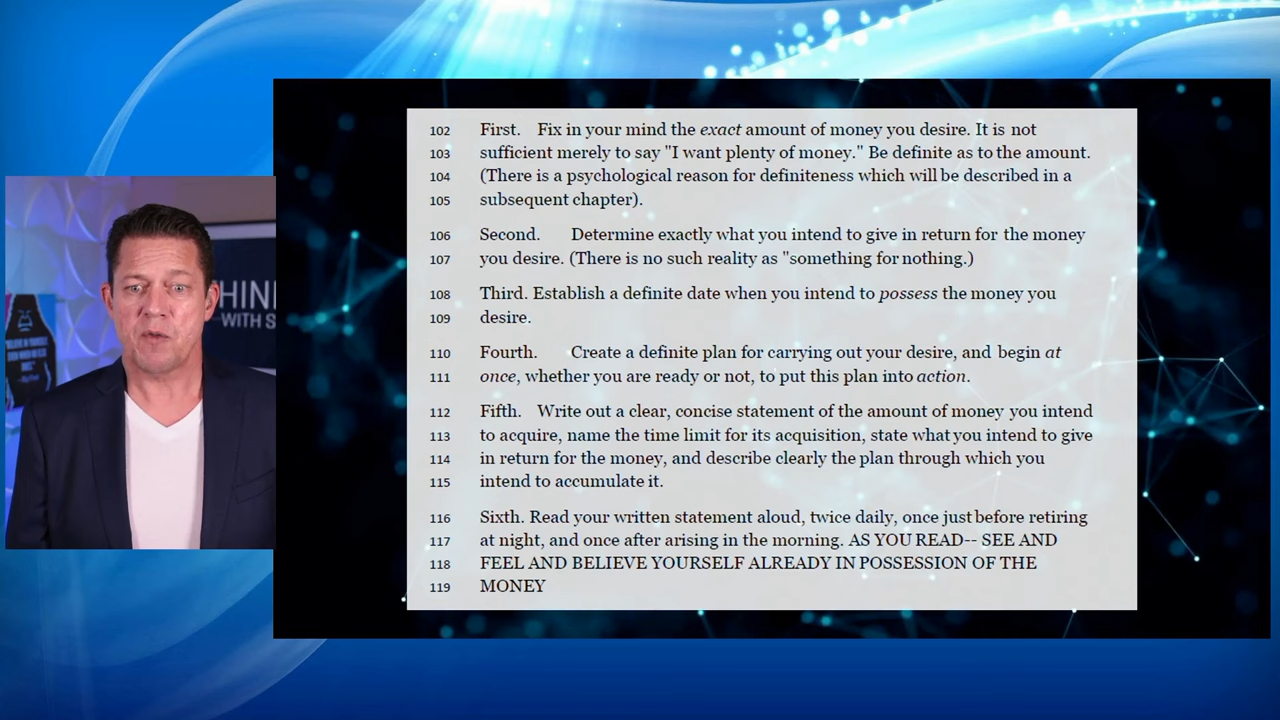 HINK
WITH S
102 First. Fix in your mind the exact amount of money you desire. It is not
103 sufficient merely to say "I want plenty of money." Be definite as to the amount.
104 (There is a psychological reason for definiteness which will be described in a
105 subsequent chapter).
106 Second. Determine exactly what you intend to give in return for the money
107 you desire. (There is no such reality as "something for nothing.)
108 Third. Establish a definite date when you intend to possess the money you
109 desire.
110 Fourth. Create a definite plan for carrying out your desire, and begin at
111 once, whether you are ready or not, to put this plan into action.
112 Fifth. Write out a clear, concise statement of the amount of money you intend
113 to acquire, name the time limit for its acquisition, state what you intend to give
114 in return for the money, and describe clearly the plan through which you
115 intend to accumulate it.
116 Sixth. Read your written statement aloud, twice daily, once just before retiring
117 at night, and once after arising in the morning. AS YOU READ-- SEE AND
118 FEEL AND BELIEVE YOURSELF ALREADY IN POSSESSION OF THE
119 MONEY